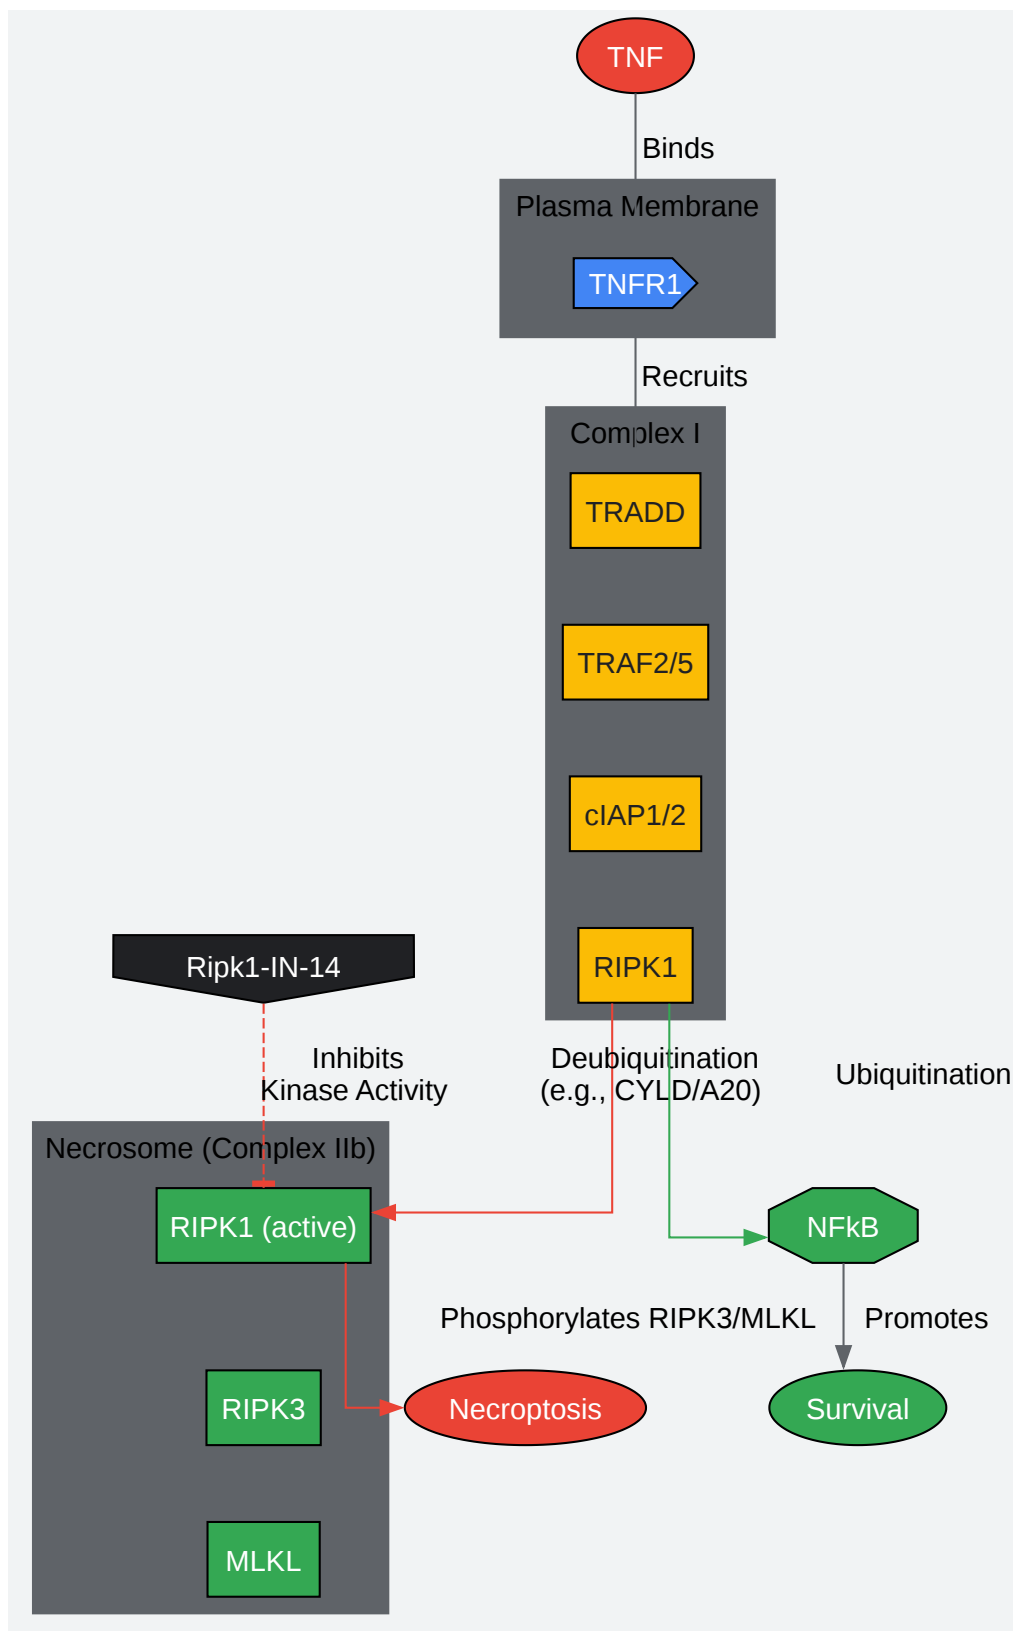 TNF
Binds
Plasma Membrane
TNFR1
Recruits
Complex I
TRADD
TRAF2/5
cIAP1/2
RIPK1
Ripk1-IN-14
Inhibits
Kinase Activity
Deubiquitination
(e.g., CYLD/A20)
Ubiquitination
Necrosome (Complex IIb)
RIPK1 (active)
NFkB
Phosphorylates RIPK3/MLKL
Promotes
RIPK3
Necroptosis
Survival
MLKL